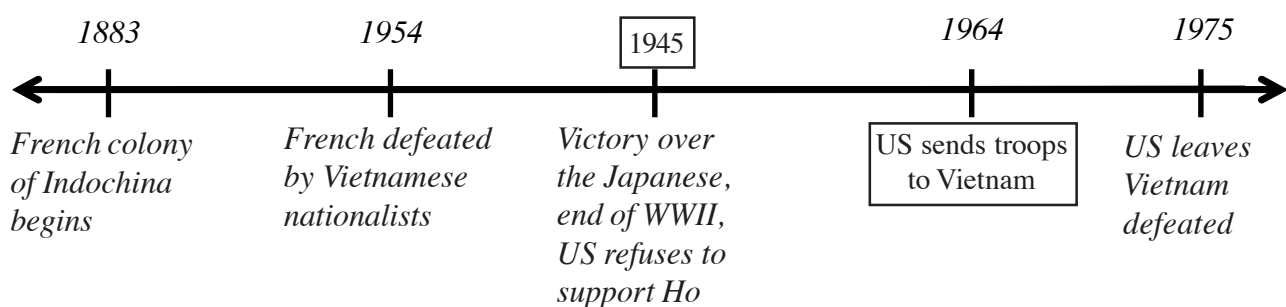 1883
1954
1945
1964
1975
French colony
of Indochina
begins
French defeated
by Vietnamese
nationalists
Victory over
the Japanese,
end of WWII,
US refuses to
support Ho
US sends troops
to Vietnam
US leaves
Vietnam
defeated